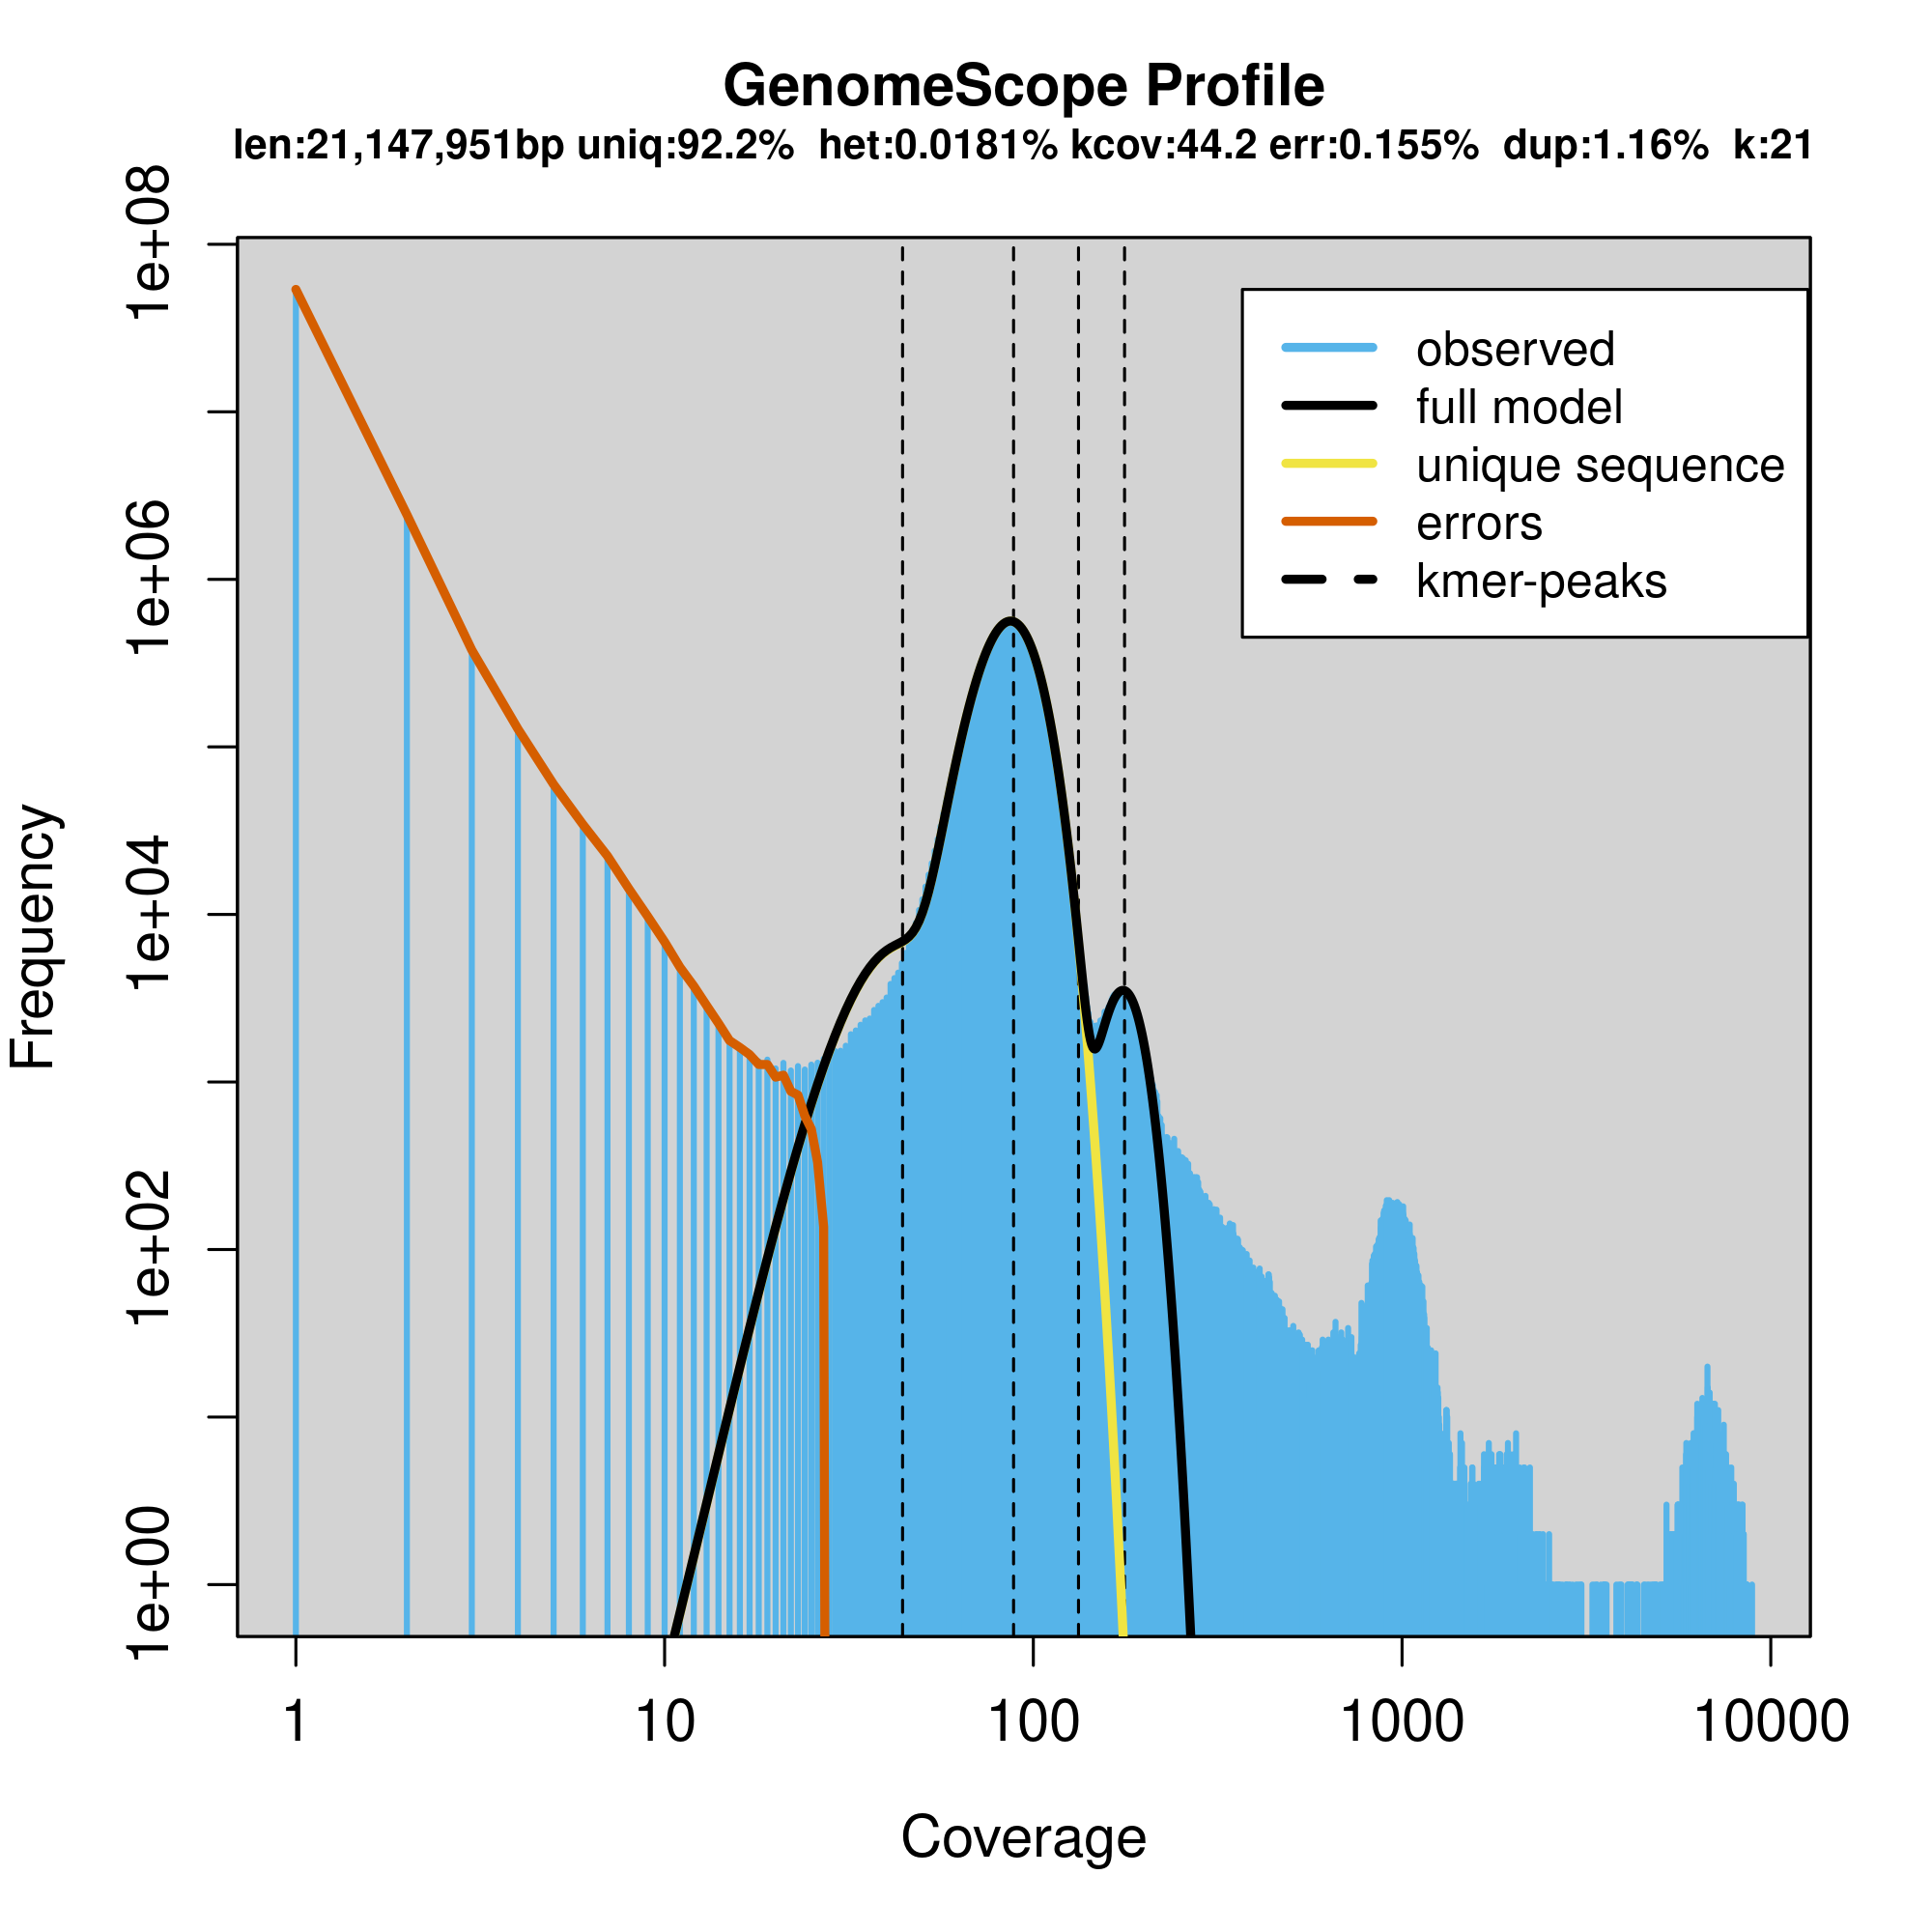 GenomeScope Profile
len:21,147,951bp uniq:92.2% het:0.0181% kcov:44.2 err:0.155% dup:1.16% k:21
1e+08
1e+06
1e+04
1e+02
1e+00
Frequency
observed
full model
unique sequence
errors
kmer-peaks
1 10 100 1000 10000
Coverage